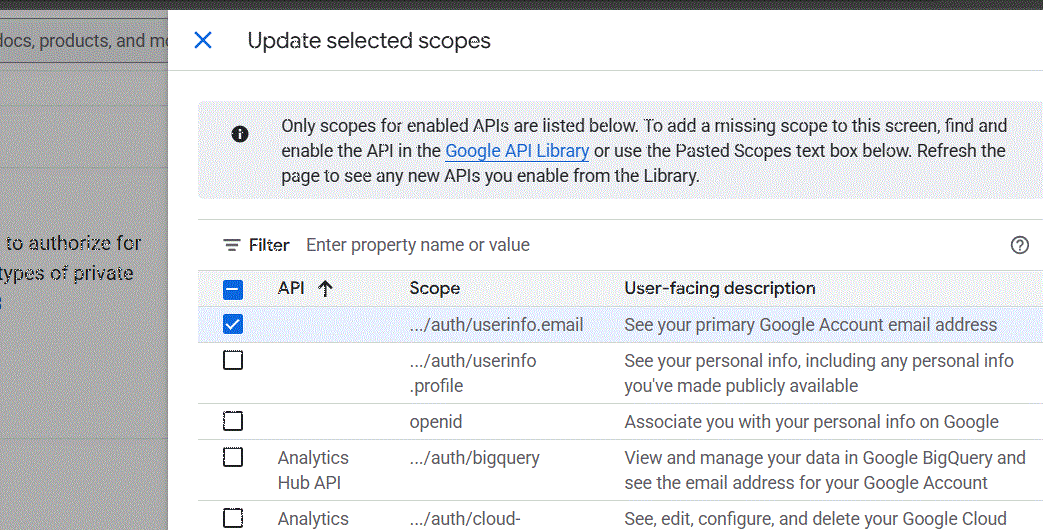 docs, products, and
Update selected scopes
Only scopes for enabled APIs are listed below. To add a missing scope to this screen, find and
enable the API in the Google API Library or use the Pasted Scopes text box below. Refresh the
page to see any new APIs you enable from the Library.
to authorize for
types of private
Filter Enter property name or value
API Scope User-facing description
.../auth/userinfo.email See your primary Google Account email address
.../auth/userinfo See your personal info, including any personal info
.profile you've made publicly available
openid Associate you with your personal info on Google
Analytics .../auth/bigquery View and manage your data in Google BigQuery and
Hub API see the email address for your Google Account
Analytics .../auth/cloud- See, edit, configure, and delete your Google Cloud